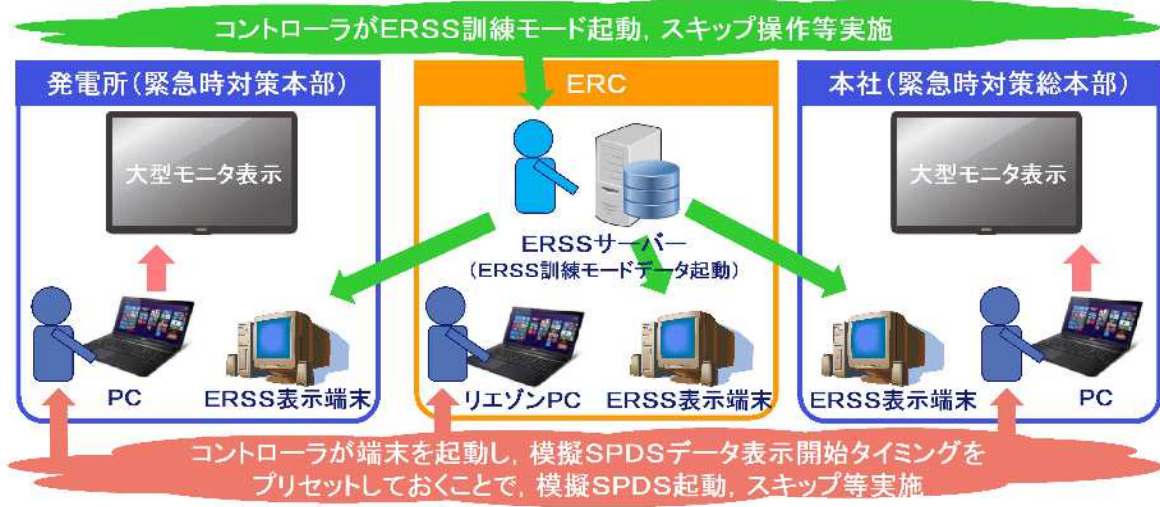 コントローラがERSS訓練モード起動，スキップ操作等実施
発電所（緊急時対策本部）
大型モニタ表示
PC
ERSS表示端末
ERC
ERSSサーバー
（ERSS訓練モードデータ起動）
リエゾンPC
ERSS表示端末
本社（緊急時対策総本部）
大型モニタ表示
ERSS表示端末
PC
コントローラが端末を起動し，模擬SPDSデータ表示開始タイミングを
プリセットしておくことで，模擬SPDS起動，スキップ等実施